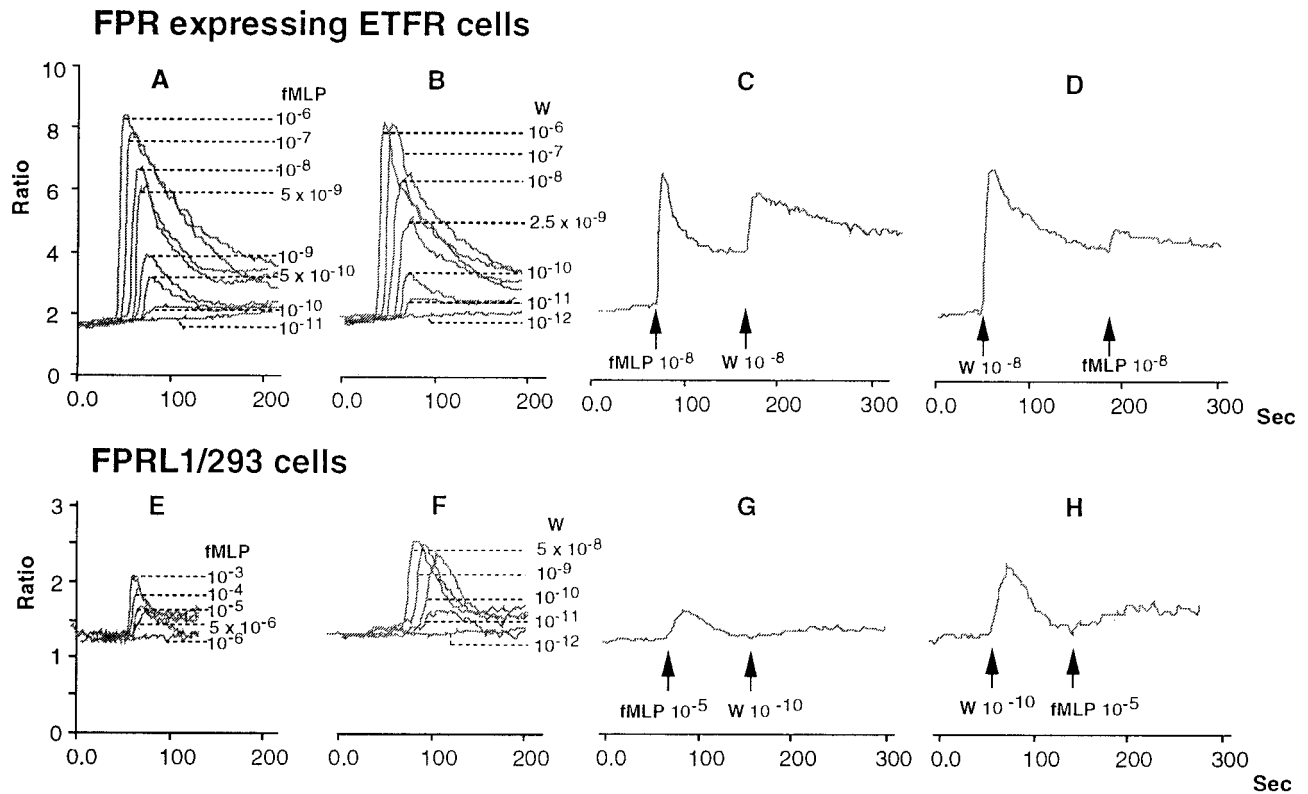 FPR expressing ETFR cells
A
B
C
D
Ratio
10
8
6
4
2
0
fMLP
10-6
10-7
10-8
5 x 10-9
10-9
5 x 10-10
10-10
10-11
W
10-6
10-7
10-8
2.5 x 10-9
10-10
10-11
10-12
fMLP 10-8
W 10-8
W 10-8
fMLP 10-8
0.0 100 200
0.0 100 200
0.0 100 200 300
0.0 100 200 300
Sec
FPRL1/293 cells
E
F
G
H
Ratio
3
2
1
0
fMLP
10-3
10-4
10-5
5 x 10-6
10-6
W
5 x 10-8
10-9
10-10
10-11
10-12
fMLP 10-5
W 10-10
W 10-10
fMLP 10-5
0.0 100 200
0.0 100 200
0.0 100 200 300
0.0 100 200 300
Sec